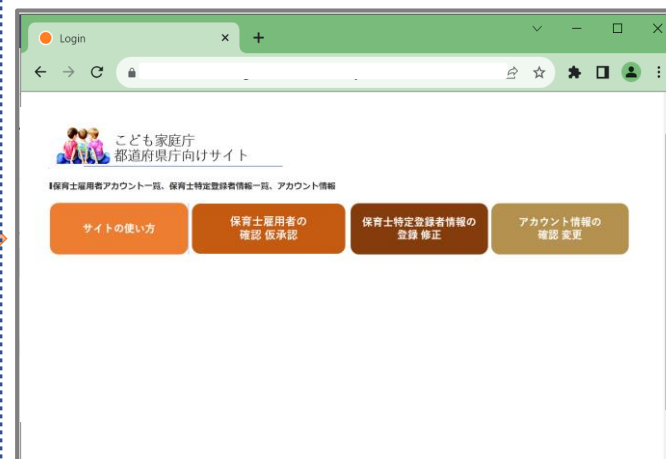 Login
こども家庭庁
都道府県庁向けサイト
保育士雇用者アカウント一覧、保育士特定登録者情報一覧、アカウント情報
サイトの使い方
保育士雇用者の
確認 仮承認
保育士特定登録者情報の
登録 修正
アカウント情報の
確認 変更